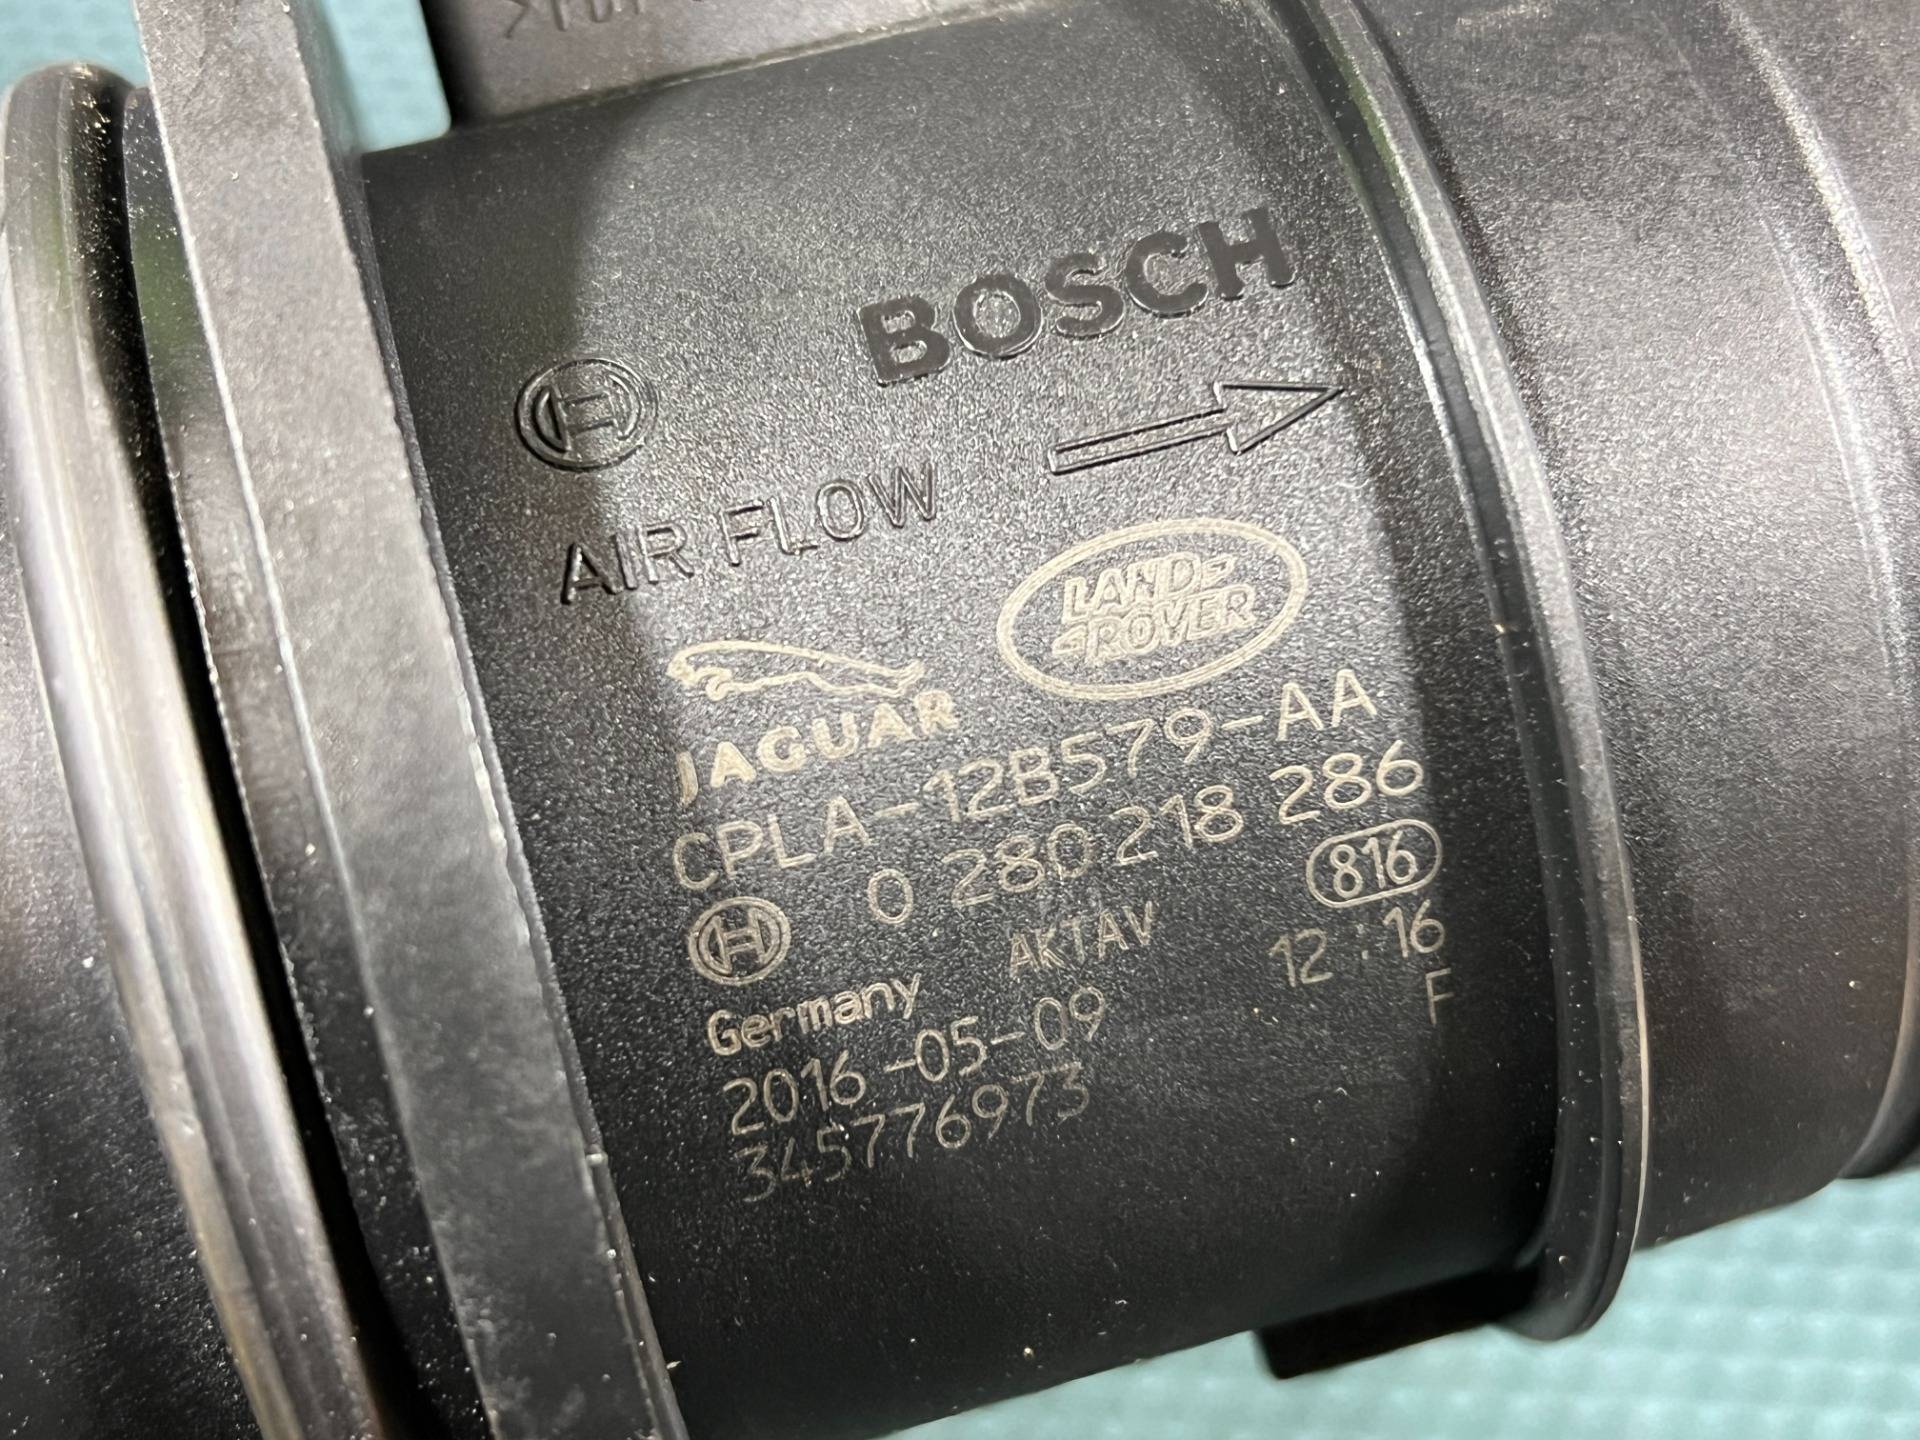 BOSCH
AIR FLOW
LAND
ROVER
JAGUAR
CPLA-12B579-AA
0 280 218 286
816
AKTAV
12 : 16
Germany
F
2016-05-09
345776973